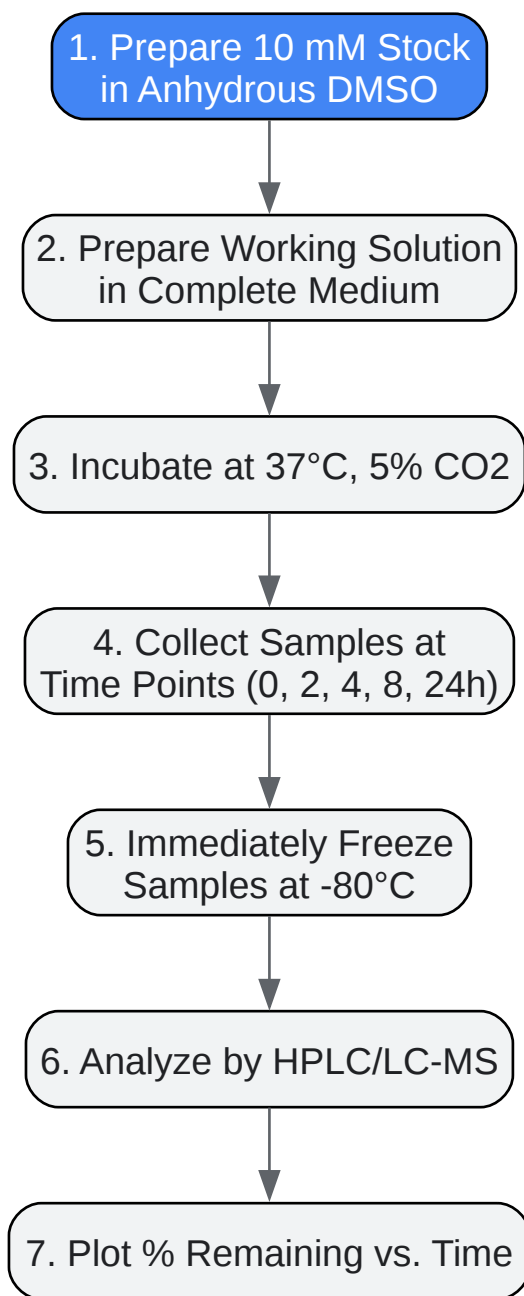 1. Prepare 10 mM Stock
in Anhydrous DMSO
2. Prepare Working Solution
in Complete Medium
3. Incubate at 37°C, 5% CO2
4. Collect Samples at
Time Points (0, 2, 4, 8, 24h)
5. Immediately Freeze
Samples at -80°C
6. Analyze by HPLC/LC-MS
7. Plot % Remaining vs. Time